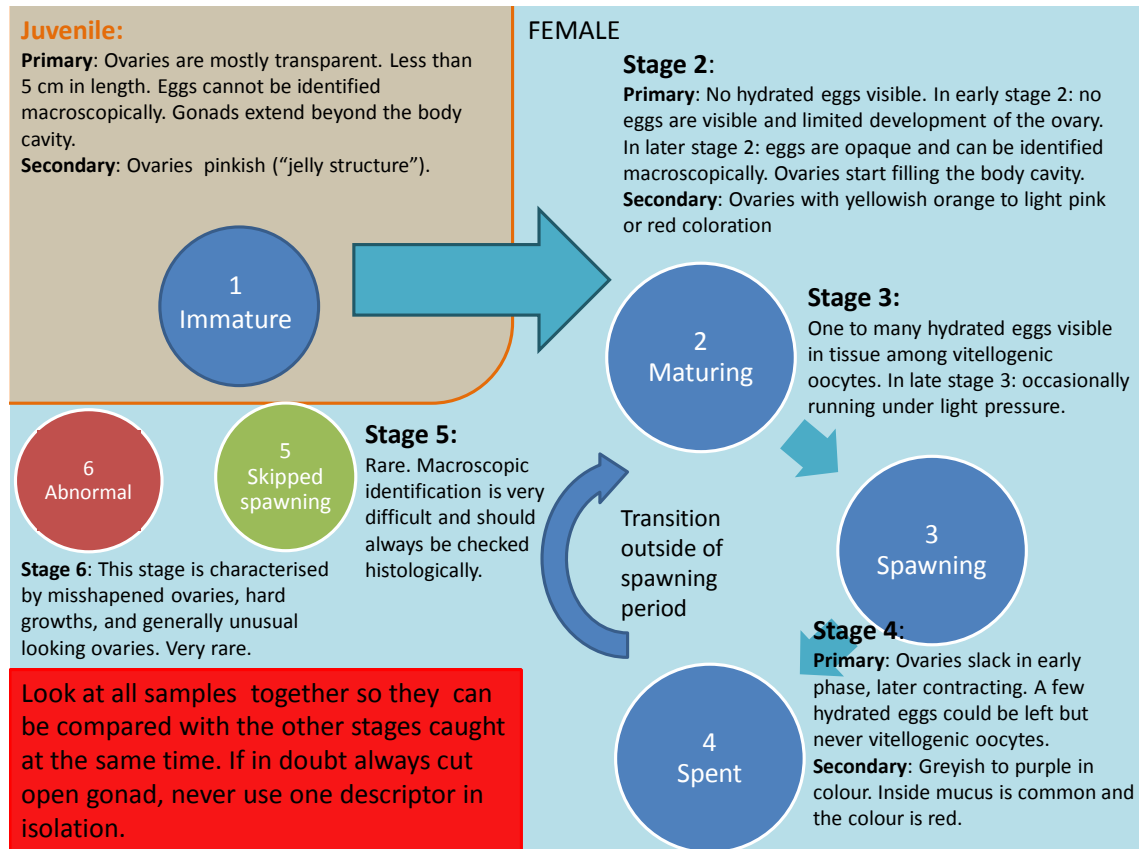 Juvenile:
Primary: Ovaries are mostly transparent. Less than
5 cm in length. Eggs cannot be identified
macroscopically. Gonads extend beyond the body
cavity.
Secondary: Ovaries pinkish (“jelly structure”).
1
Immature
FEMALE
Stage 2:
Primary: No hydrated eggs visible. In early stage 2: no
eggs are visible and limited development of the ovary.
In later stage 2: eggs are opaque and can be identified
macroscopically. Ovaries start filling the body cavity.
Secondary: Ovaries with yellowish orange to light pink
or red coloration
2
Maturing
Stage 3:
One to many hydrated eggs visible
in tissue among vitellogenic
oocytes. In late stage 3: occasionally
running under light pressure.
3
Spawning
6
Abnormal
5
Skipped
spawning
Stage 5:
Rare. Macroscopic
identification is very
difficult and should
always be checked
histologically.
Transition
outside of
spawning
period
Stage 6: This stage is characterised
by misshapened ovaries, hard
growths, and generally unusual
looking ovaries. Very rare.
Stage 4:
Primary: Ovaries slack in early
phase, later contracting. A few
hydrated eggs could be left but
never vitellogenic oocytes.
Secondary: Greyish to purple in
colour. Inside mucus is common and
the colour is red.
4
Spent
Look at all samples together so they can
be compared with the other stages caught
at the same time. If in doubt always cut
open gonad, never use one descriptor in
isolation.